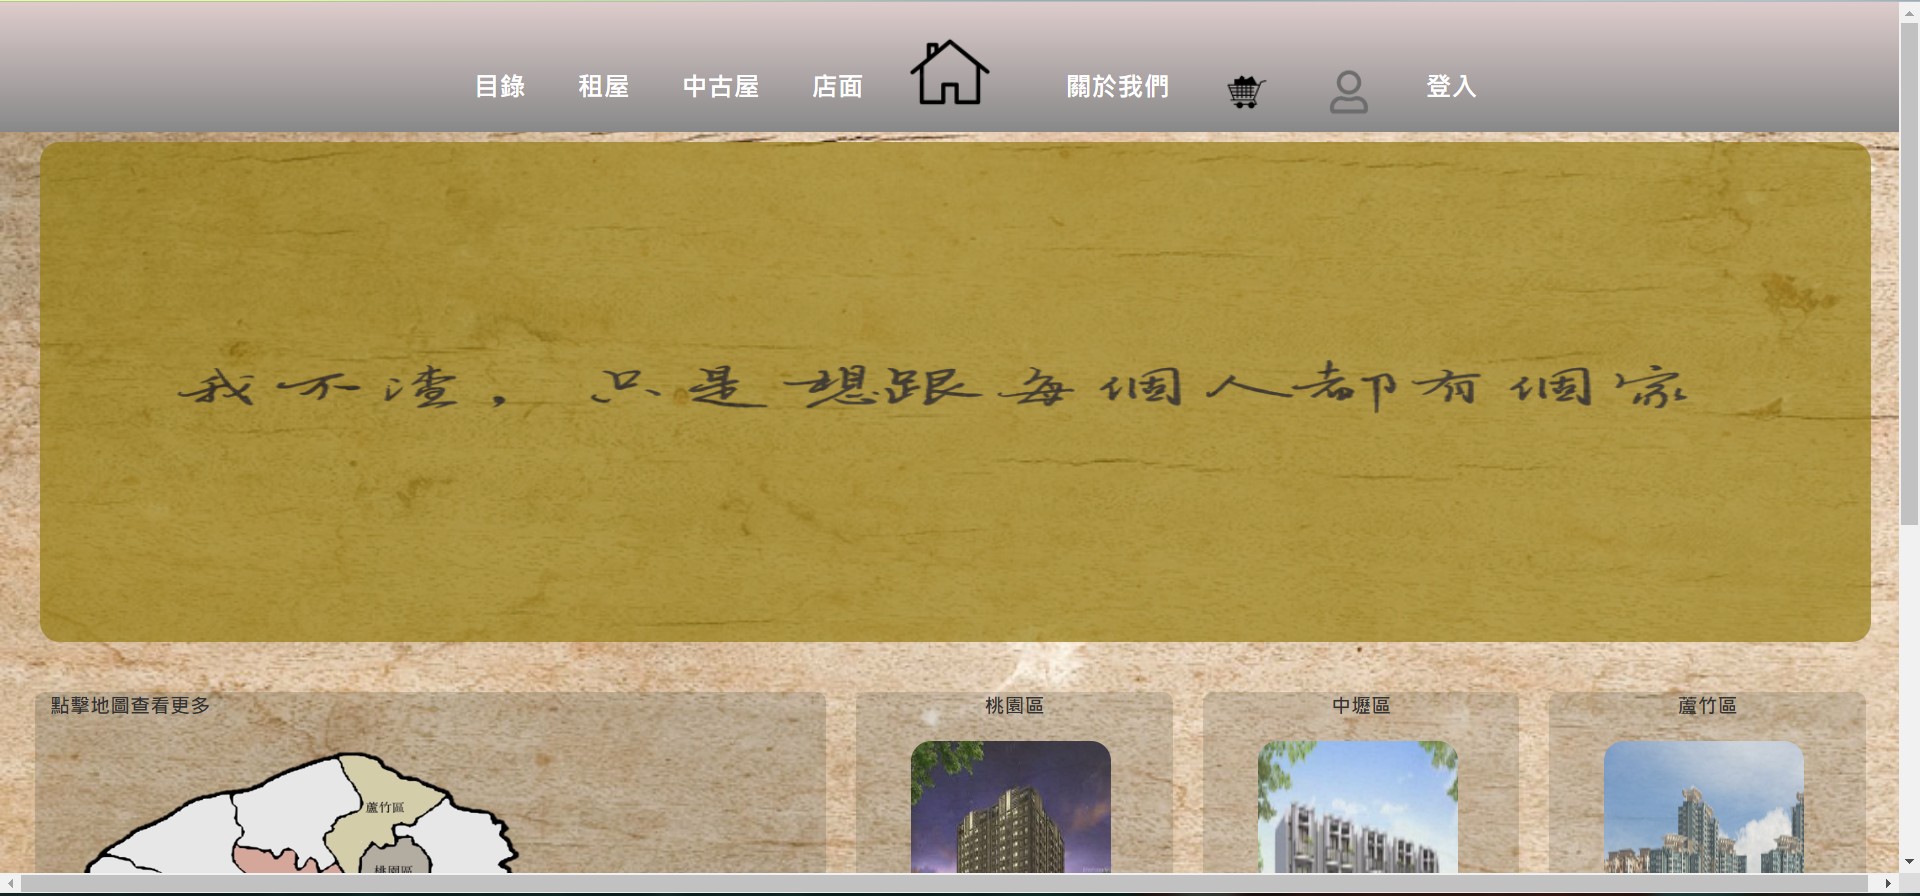 目錄 租屋 中古屋 店面 關於我們 登入
我不渣，只是想跟每個人都有個家
點擊地圖查看更多 桃園區 中壢區 蘆竹區
蘆竹區
桃園區